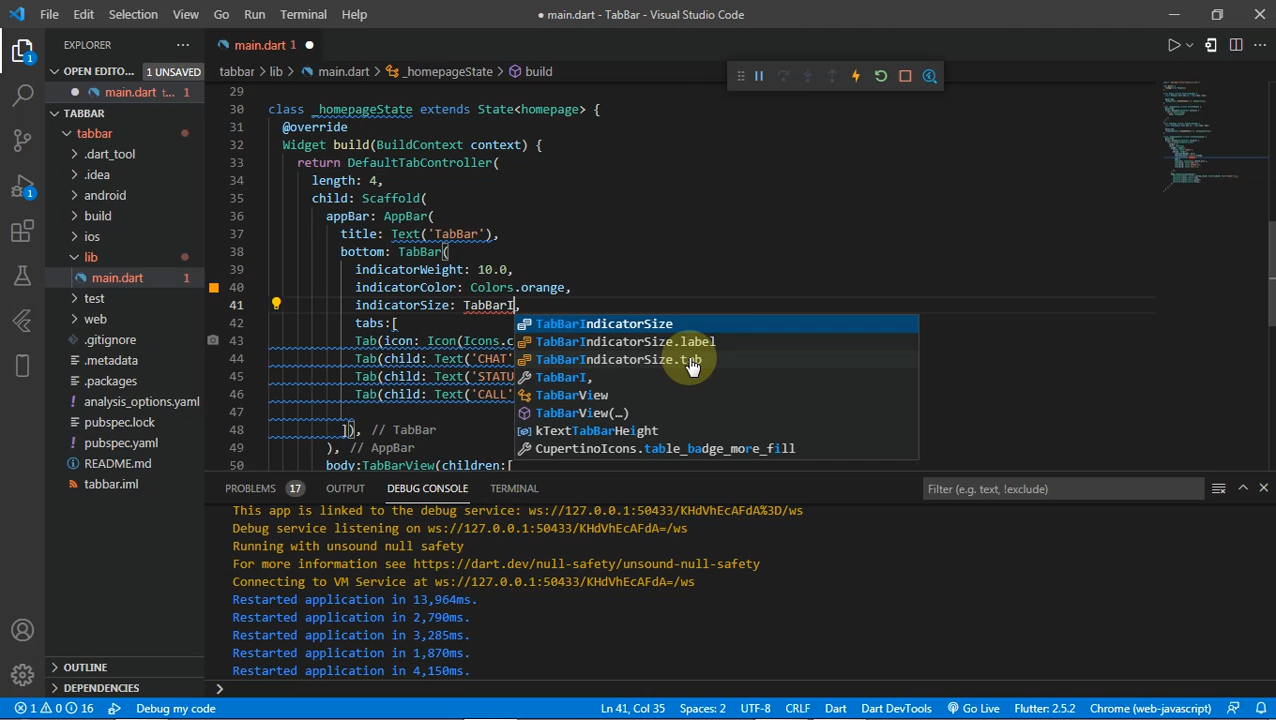 File Edit Selection View Go Run Terminal Help
● main.dart - TabBar - Visual Studio Code
EXPLORER
main.dart 1
OPEN EDITO... 1 UNSAVED
tabbar > lib > main.dart > _homepageState > build
main.dart t... 1
TABBAR
tabbar
.dart_tool
.idea
android
build
ios
lib
main.dart 1
test
web
.gitignore
.metadata
analysis_options.yaml
pubspec.lock
pubspec.yaml
README.md
tabbar.iml
OUTLINE
DEPENDENCIES
29
30 class _homepageState extends State<homepage> {
31 @override
32 Widget build(BuildContext context) {
33 return DefaultTabController(
34 length: 4,
35 child: Scaffold(
36 appBar: AppBar(
37 title: Text('TabBar'),
38 bottom: TabBar(
39 indicatorWeight: 10.0,
40 indicatorColor: Colors.orange,
41 indicatorSize: TabBarI,
42 tabs:[
43 Tab(icon: Icon(Icons.c
44 Tab(child: Text('CHAT'
45 Tab(child: Text('STATU
46 Tab(child: Text('CALL'
47
48 ]), // TabBar
49 ), // AppBar
50 body:TabBarView(children:[
TabBarIndicatorSize
TabBarIndicatorSize.label
TabBarIndicatorSize.tab
TabBarI,
TabBarView
TabBarView(…)
kTextTabBarHeight
CupertinoIcons.table_badge_more_fill
PROBLEMS 17 OUTPUT DEBUG CONSOLE TERMINAL
Filter (e.g. text, !exclude)
This app is linked to the debug service: ws://127.0.0.1:50433/KHdVhEcAFdA%3D/ws
Debug service listening on ws://127.0.0.1:50433/KHdVhEcAFdA=/ws
Running with unsound null safety
For more information see https://dart.dev/null-safety/unsound-null-safety
Connecting to VM Service at ws://127.0.0.1:50433/KHdVhEcAFdA=/ws
Restarted application in 13,964ms.
Restarted application in 2,790ms.
Restarted application in 3,285ms.
Restarted application in 1,870ms.
Restarted application in 4,150ms.
1 0 16 Debug my code
Ln 41, Col 35 Spaces: 2 UTF-8 CRLF Dart Dart DevTools Go Live Flutter: 2.5.2 Chrome (web-javascript)